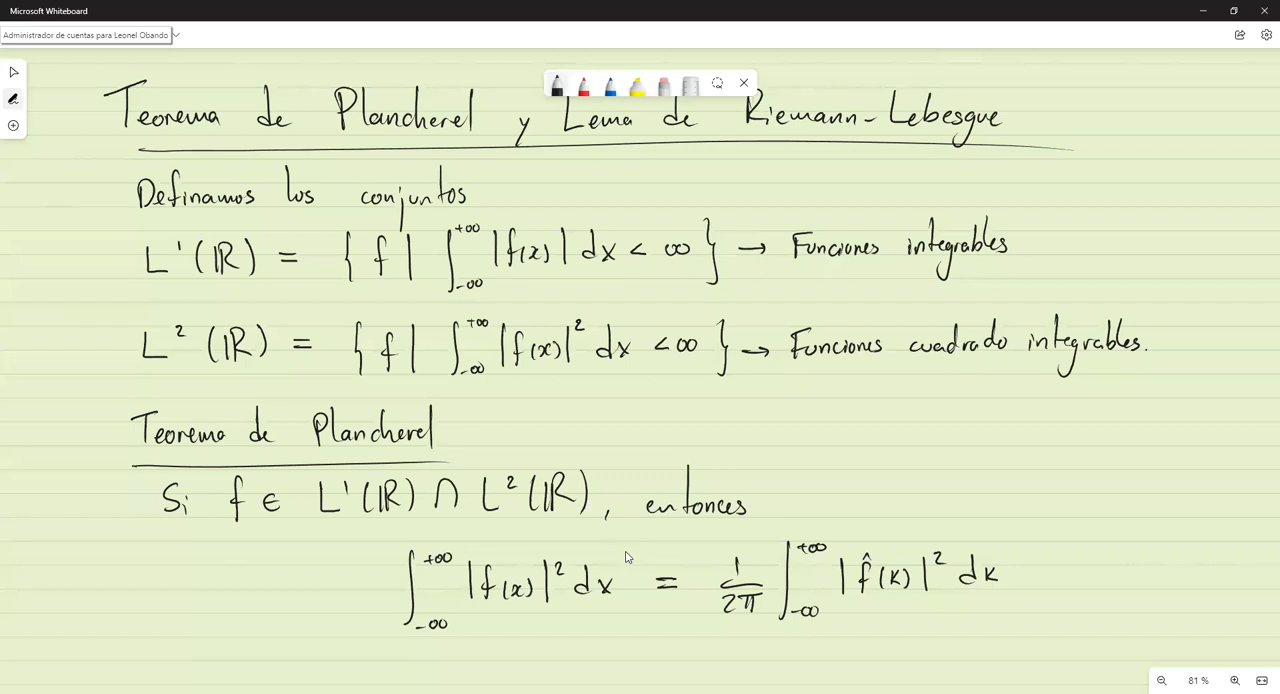 Microsoft Whiteboard
Administrador de cuentas para Leonel Obando
Teorema de Plancherel y Lema de Riemann-Lebesgue
Definamos los conjuntos
L¹(ℝ) = { f | ∫_{-∞}^{+∞} |f(x)| dx < ∞ } → Funciones integrables
L²(ℝ) = { f | ∫_{-∞}^{+∞} |f(x)|² dx < ∞ } → Funciones cuadrado integrables.
Teorema de Plancherel
Si f ∈ L¹(ℝ) ∩ L²(ℝ), entonces
∫_{-∞}^{+∞} |f(x)|² dx = 1/2π ∫_{-∞}^{+∞} |f̂(k)|² dk
81 %